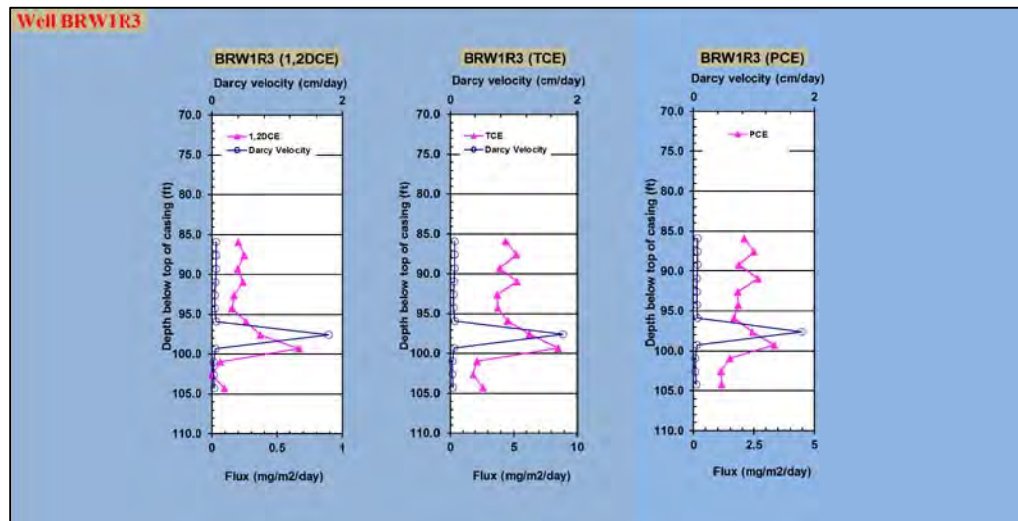 Well BRW1R3
BRW1R3 (1,2DCE)
Darcy velocity (cm/day)
0 2
70.0
1,2DCE
Darcy Velocity
75.0
80.0
85.0
90.0
95.0
100.0
105.0
110.0
Depth below top of casing (ft)
0 0.5 1
Flux (mg/m2/day)
BRW1R3 (TCE)
Darcy velocity (cm/day)
0 2
70.0
TCE
Darcy Velocity
75.0
80.0
85.0
90.0
95.0
100.0
105.0
110.0
Depth below top of casing (ft)
0 5 10
Flux (mg/m2/day)
BRW1R3 (PCE)
Darcy velocity (cm/day)
0 2
70.0
PCE
75.0
80.0
85.0
90.0
95.0
100.0
105.0
110.0
Depth below top of casing (ft)
0 2.5 5
Flux (mg/m2/day)